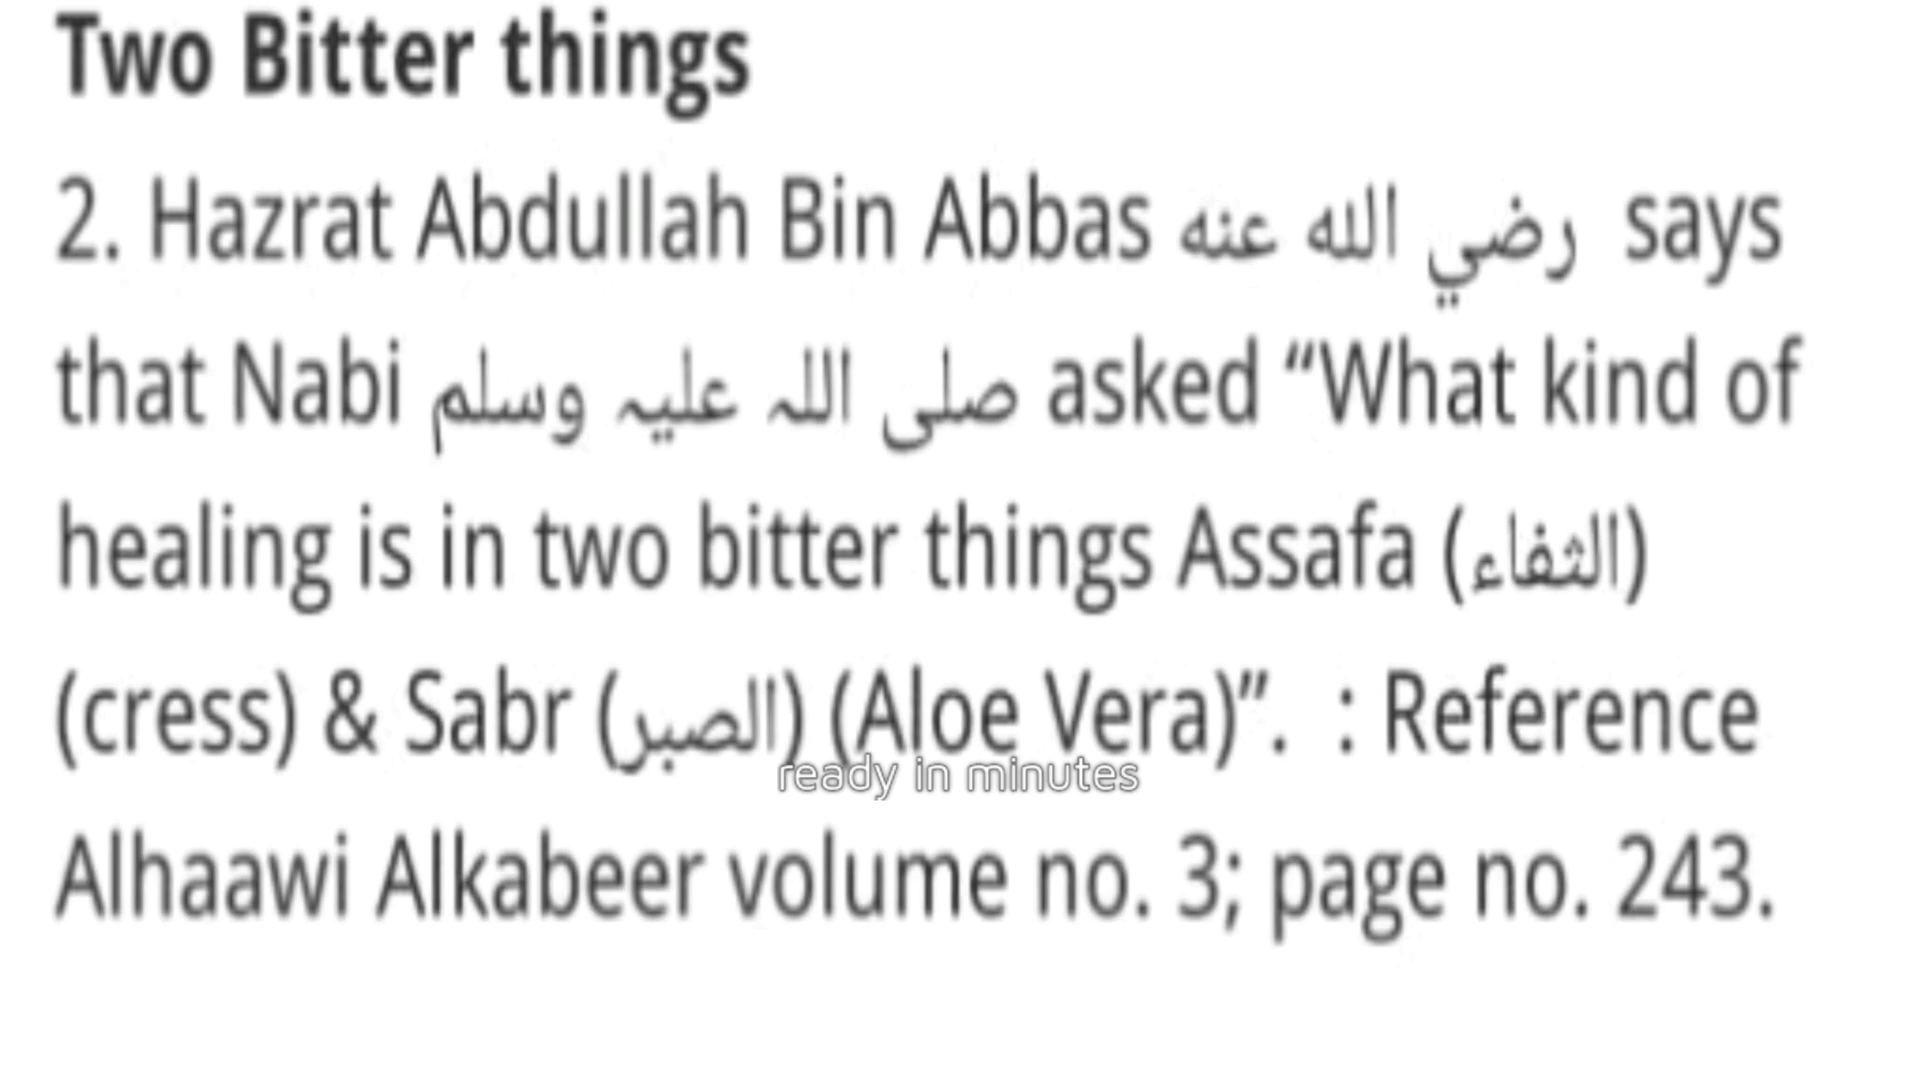 Two Bitter things
2. Hazrat Abdullah Bin Abbas رضي الله عنه says
that Nabi صلى اللہ علیہ وسلم asked “What kind of
healing is in two bitter things Assafa (الثفاء)
(cress) & Sabr (الصبر) (Aloe Vera)”. : Reference
ready in minutes
Alhaawi Alkabeer volume no. 3; page no. 243.